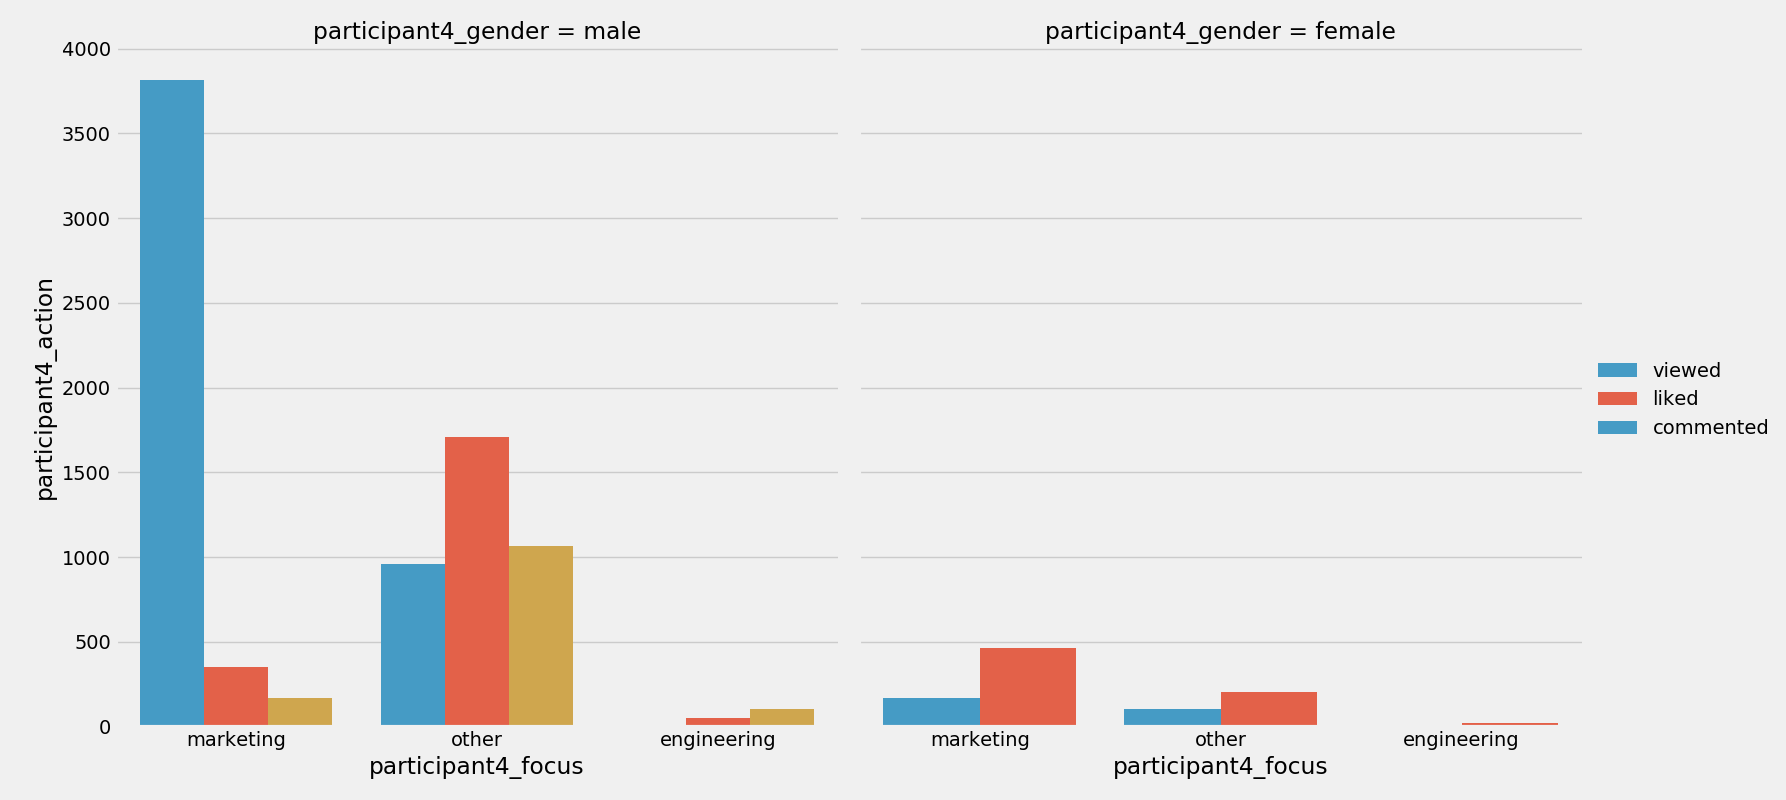 participant4_gender = male
participant4_gender = female
4000
3500
3000
2500
2000
1500
1000
500
0
participant4_action
marketing other engineering
participant4_focus
marketing other engineering
participant4_focus
viewed
liked
commented